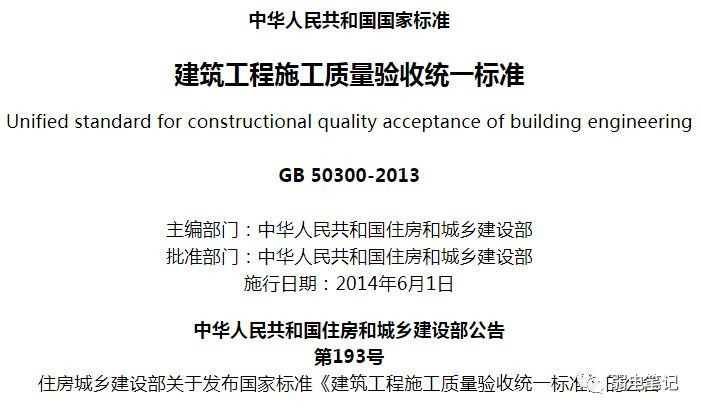 中华人民共和国国家标准
建筑工程施工质量验收统一标准
Unified standard for constructional quality acceptance of building engineering
GB 50300-2013
主编部门：中华人民共和国住房和城乡建设部
批准部门：中华人民共和国住房和城乡建设部
施行日期：2014年6月1日
中华人民共和国住房和城乡建设部公告
第193号
住房城乡建设部关于发布国家标准《建筑工程施工质量验收统一标准
弱电笔记